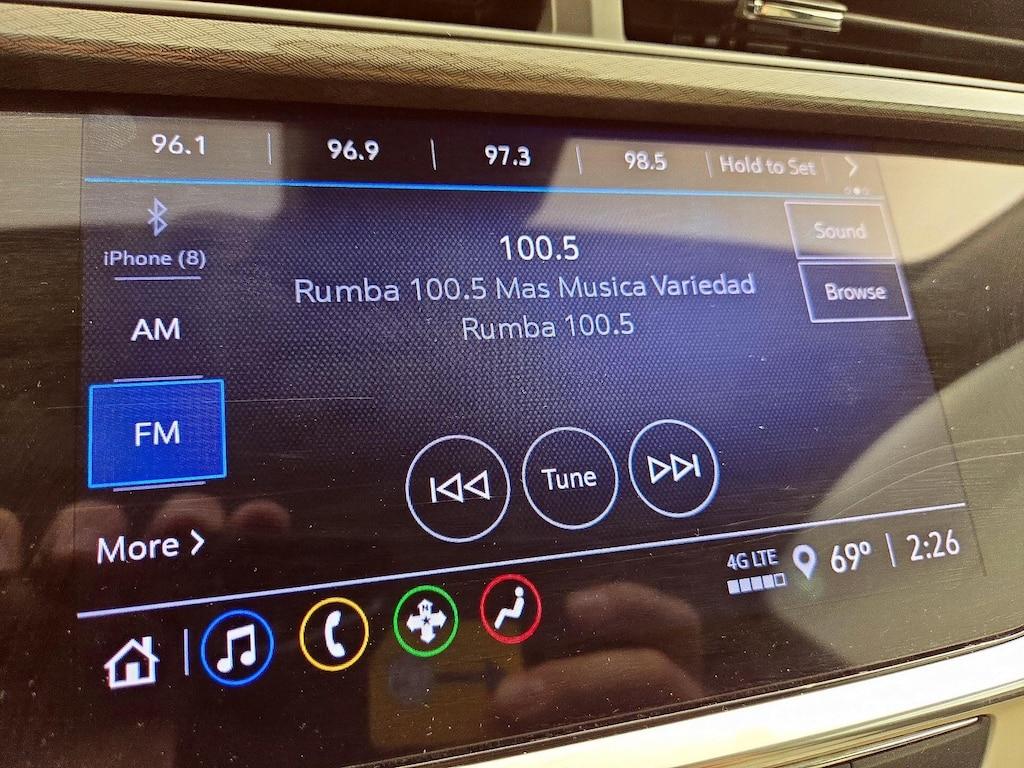 96.1 96.9 97.3 98.5 Hold to Set
iPhone (8)
AM
FM
More
100.5
Rumba 100.5 Mas Musica Variedad
Rumba 100.5
Sound
Browse
Tune
4G LTE 69° 2:26
N